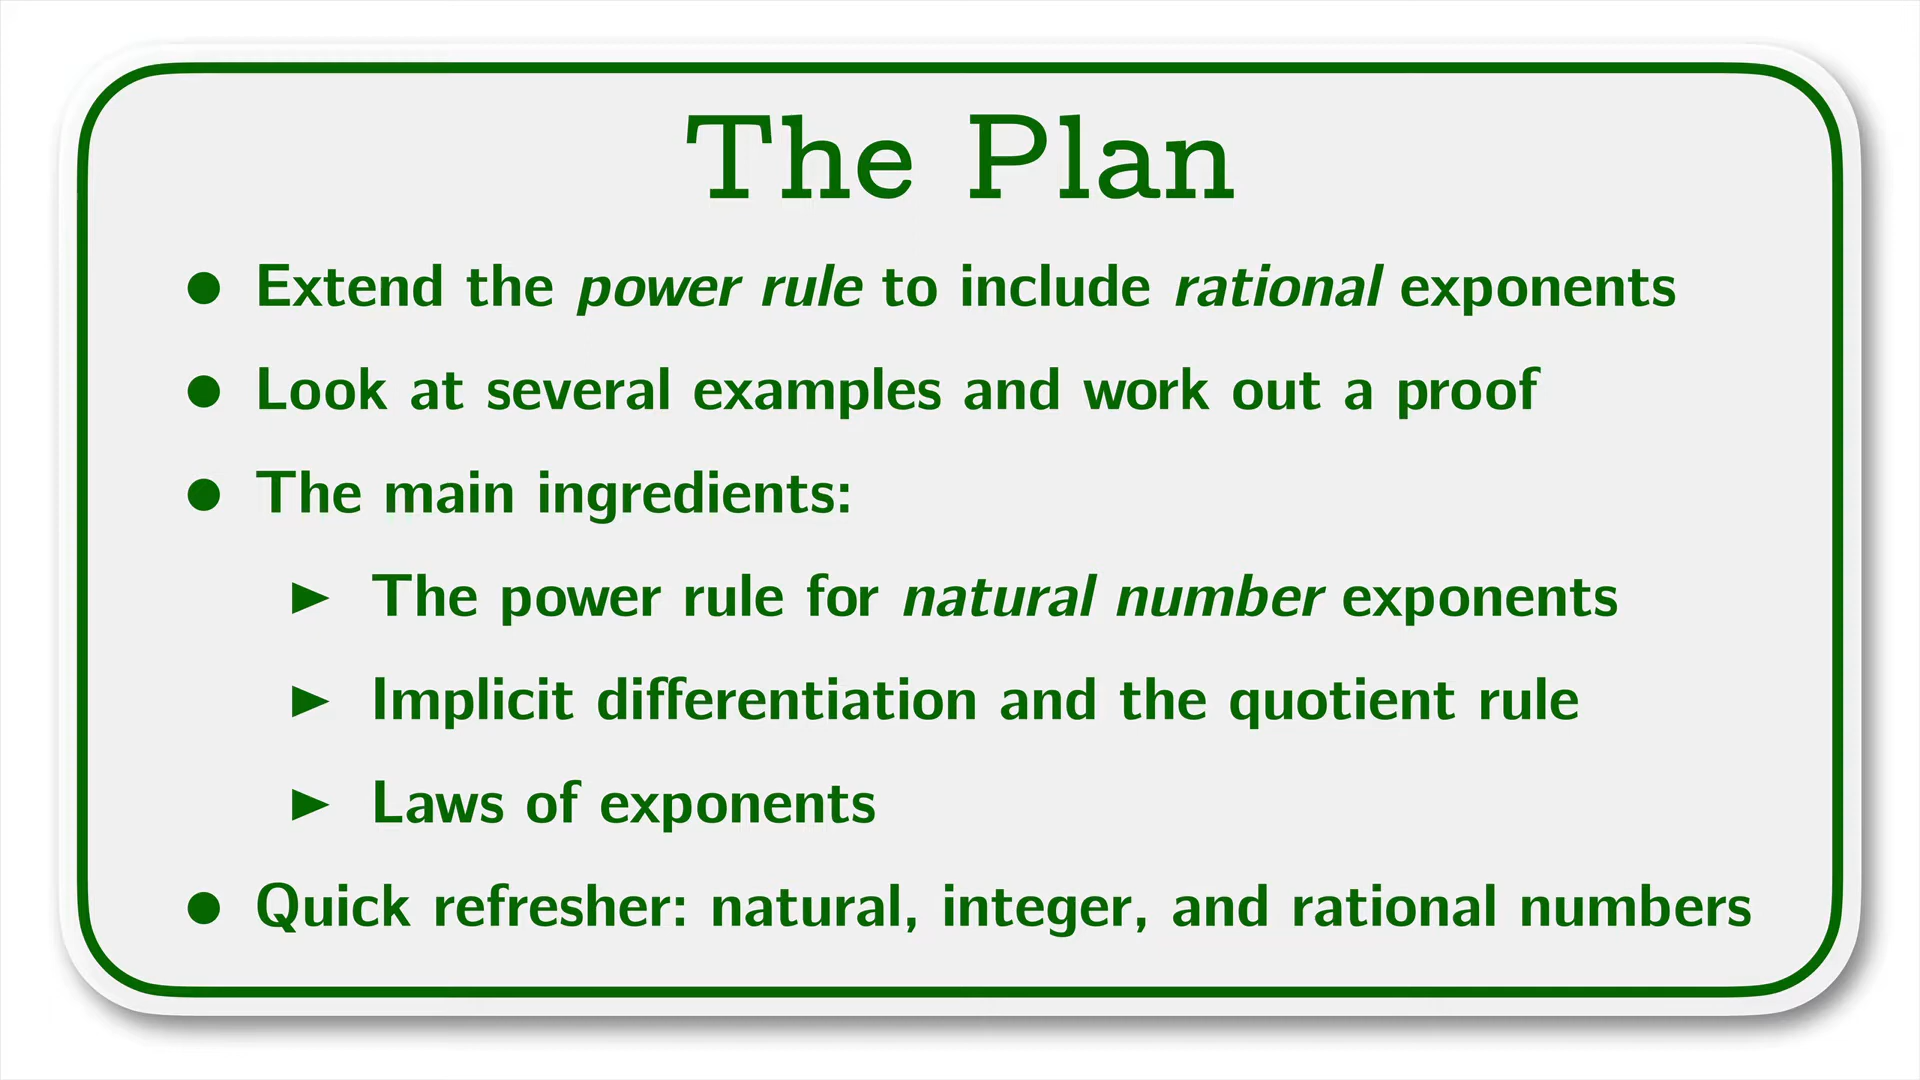 The Plan
● Extend the power rule to include rational exponents
● Look at several examples and work out a proof
● The main ingredients:
► The power rule for natural number exponents
► Implicit differentiation and the quotient rule
► Laws of exponents
● Quick refresher: natural, integer, and rational numbers